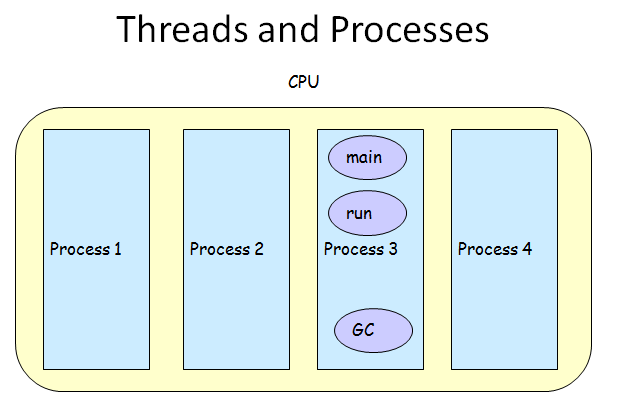 Threads and Processes
CPU
main
run
Process 1
Process 2
Process 3
Process 4
GC